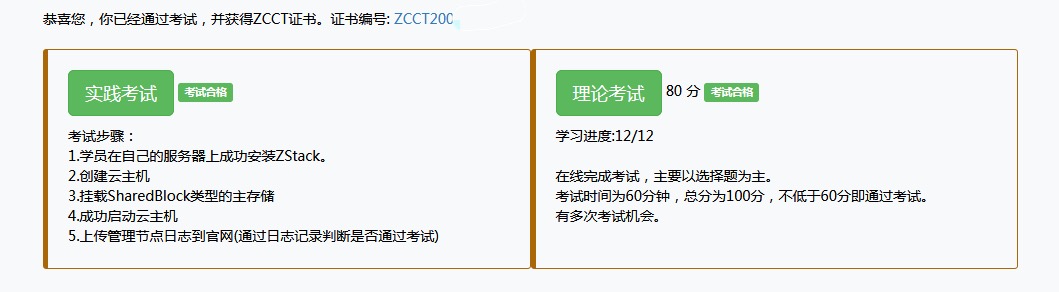 恭喜您，你已经通过考试，并获得ZCCT证书。证书编号: ZCCT200
实践考试 考试合格
考试步骤：
1.学员在自己的服务器上成功安装ZStack。
2.创建云主机
3.挂载SharedBlock类型的主存储
4.成功启动云主机
5.上传管理节点日志到官网(通过日志记录判断是否通过考试)
理论考试 80 分 考试合格
学习进度:12/12
在线完成考试，主要以选择题为主。
考试时间为60分钟，总分为100分，不低于60分即通过考试。
有多次考试机会。